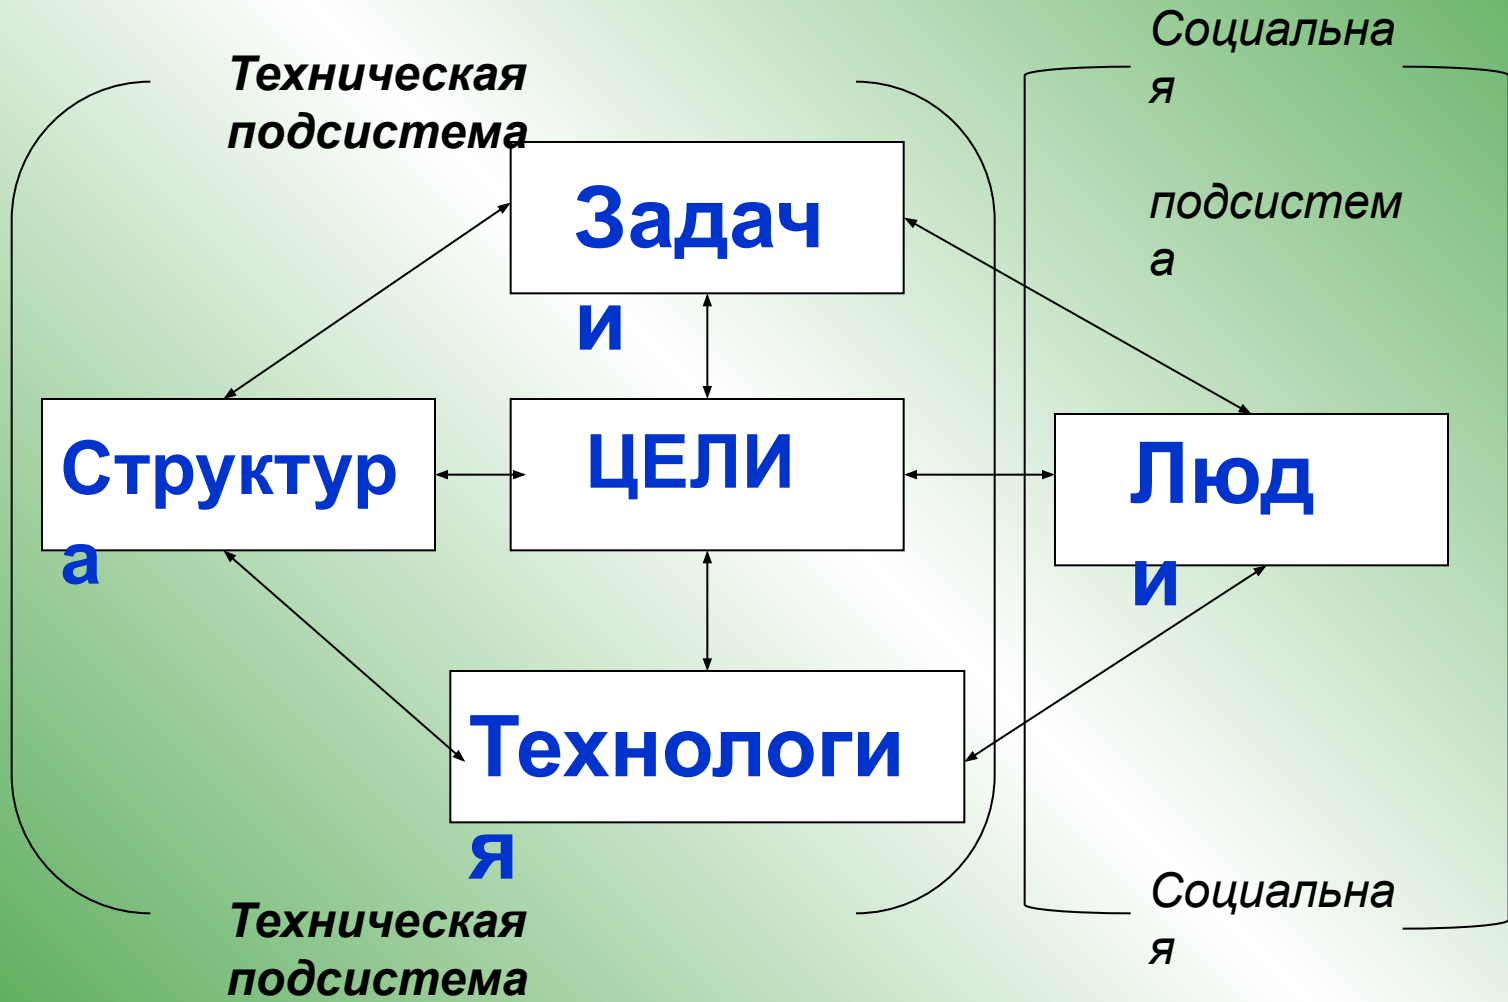 Техническая
подсистема
Социальна
я
подсистем
а
Задач
и
Структур
а
ЦЕЛИ
Люд
и
Технологи
я
Техническая
подсистема
Социальна
я